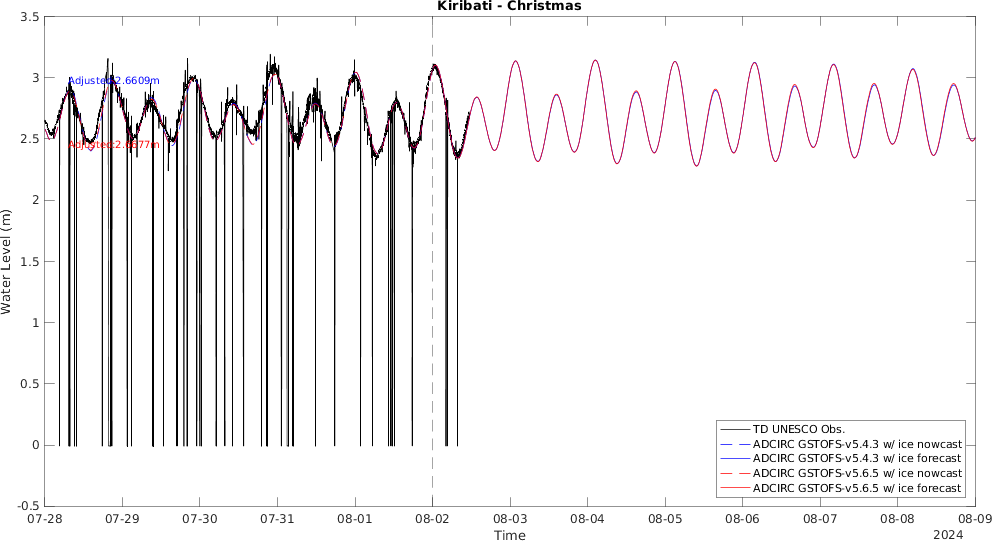 Kiribati - Christmas
3.5
3
2.5
2
1.5
1
0.5
0
-0.5
Water Level (m)
Adjusted:2.6609m
07-28
07-29
07-30
07-31
08-01
08-02
08-03
08-04
08-05
08-06
08-07
08-08
08-09
Time
2024
TD UNESCO Obs.
ADCIRC GSTOFS-v5.4.3 w/ ice nowcast
ADCIRC GSTOFS-v5.4.3 w/ ice forecast
ADCIRC GSTOFS-v5.6.5 w/ ice nowcast
ADCIRC GSTOFS-v5.6.5 w/ ice forecast